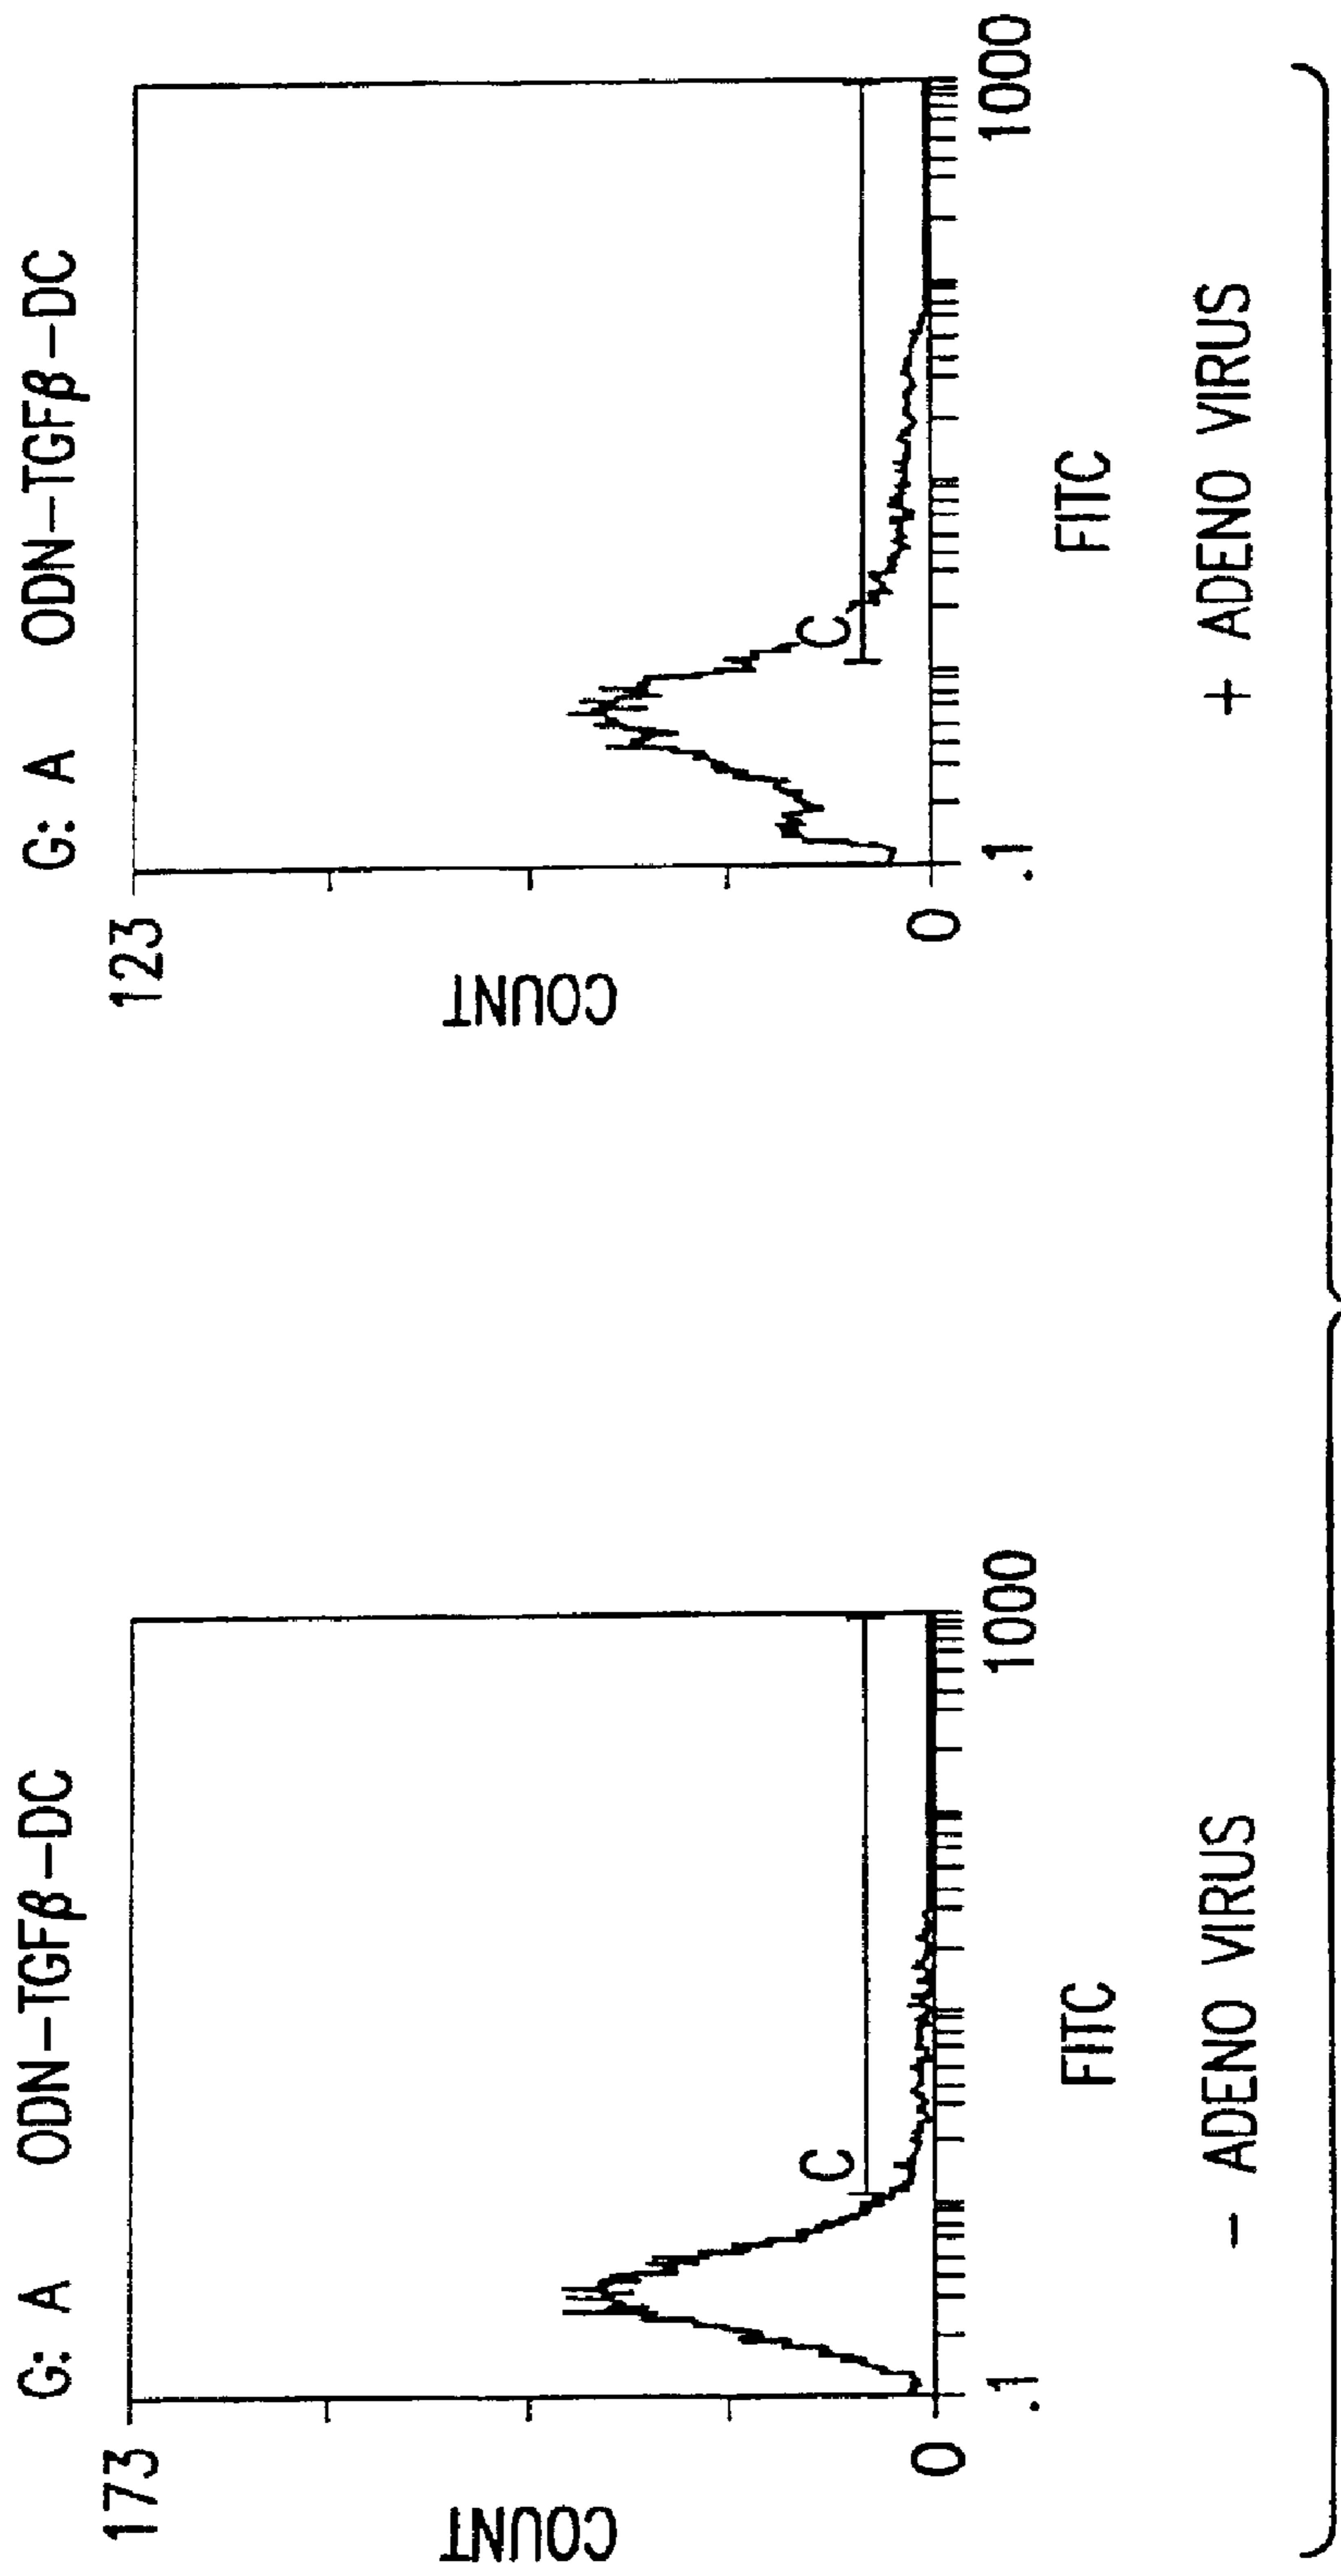 G: A ODN-TGFβ-DC
173
COUNT
0
C
.1
1000
FITC
- ADENO VIRUS
G: A ODN-TGFβ-DC
123
COUNT
0
C
.1
1000
FITC
+ ADENO VIRUS